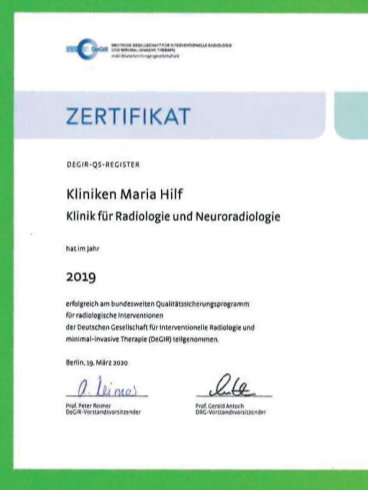 DeGIR
DEUTSCHE GESELLSCHAFT FÜR INTERVENTIONELLE RADIOLOGIE
UND MINIMAL-INVASIVE THERAPIE
ZERTIFIKAT
DEGIR-QS-REGISTER
Kliniken Maria Hilf
Klinik für Radiologie und Neuroradiologie
hat im Jahr
2019
erfolgreich am bundesweiten Qualitätssicherungsprogramm
für radiologische Interventionen
der Deutschen Gesellschaft für Interventionelle Radiologie und
minimal-invasive Therapie (DeGIR) teilgenommen.
Berlin, 19. März 2020
Prof. Peter Reimer
DeGIR-Vorstandsvorsitzender
Prof. Gerald Antoch
DRG-Vorstandsvorsitzender